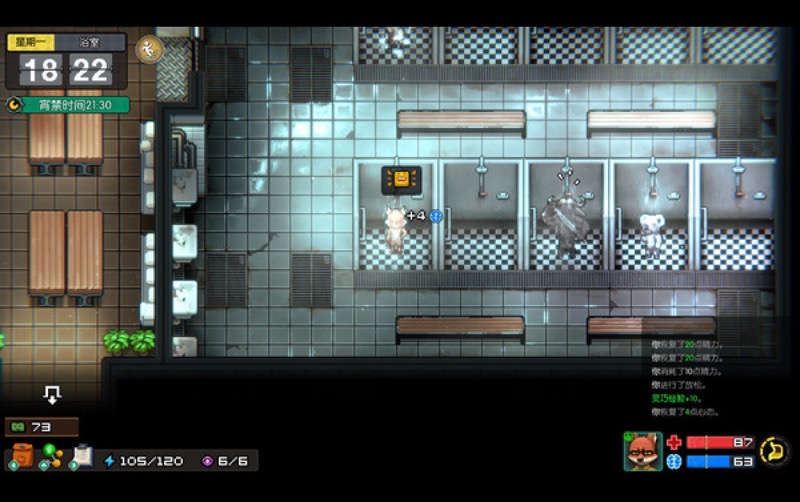 星期一 浴室
18 22
宵禁时间21:30
+4
你恢复了20点精力。
你恢复了20点精力。
你消耗了10点精力。
你进行了放松。
灵巧经验+10。
你恢复了4点心态。
73
105/120 6/6
87
63